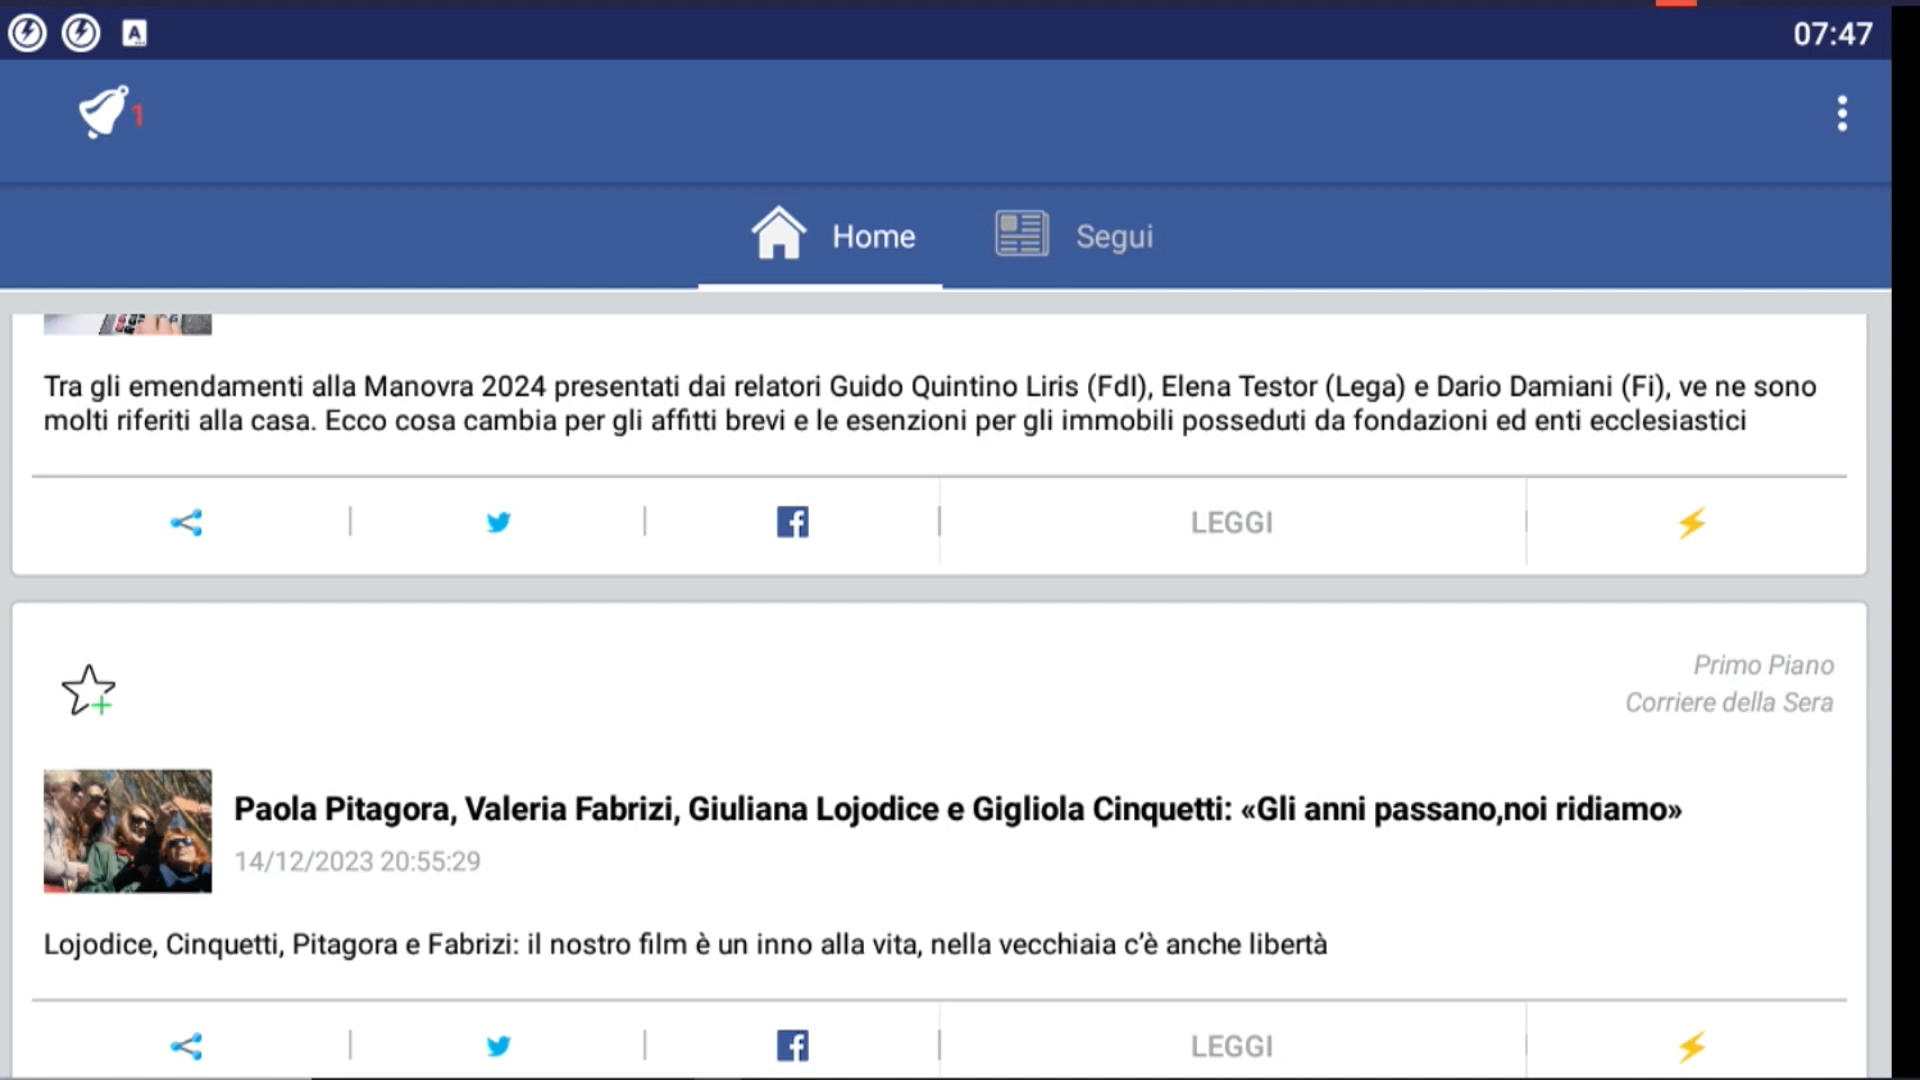 A
07:47
1
Home
Segui
Tra gli emendamenti alla Manovra 2024 presentati dai relatori Guido Quintino Liris (FdI), Elena Testor (Lega) e Dario Damiani (Fi), ve ne sono
molti riferiti alla casa. Ecco cosa cambia per gli affitti brevi e le esenzioni per gli immobili posseduti da fondazioni ed enti ecclesiastici
LEGGI
Primo Piano
Corriere della Sera
Paola Pitagora, Valeria Fabrizi, Giuliana Lojodice e Gigliola Cinquetti: «Gli anni passano,noi ridiamo»
14/12/2023 20:55:29
Lojodice, Cinquetti, Pitagora e Fabrizi: il nostro film è un inno alla vita, nella vecchiaia c’è anche libertà
LEGGI